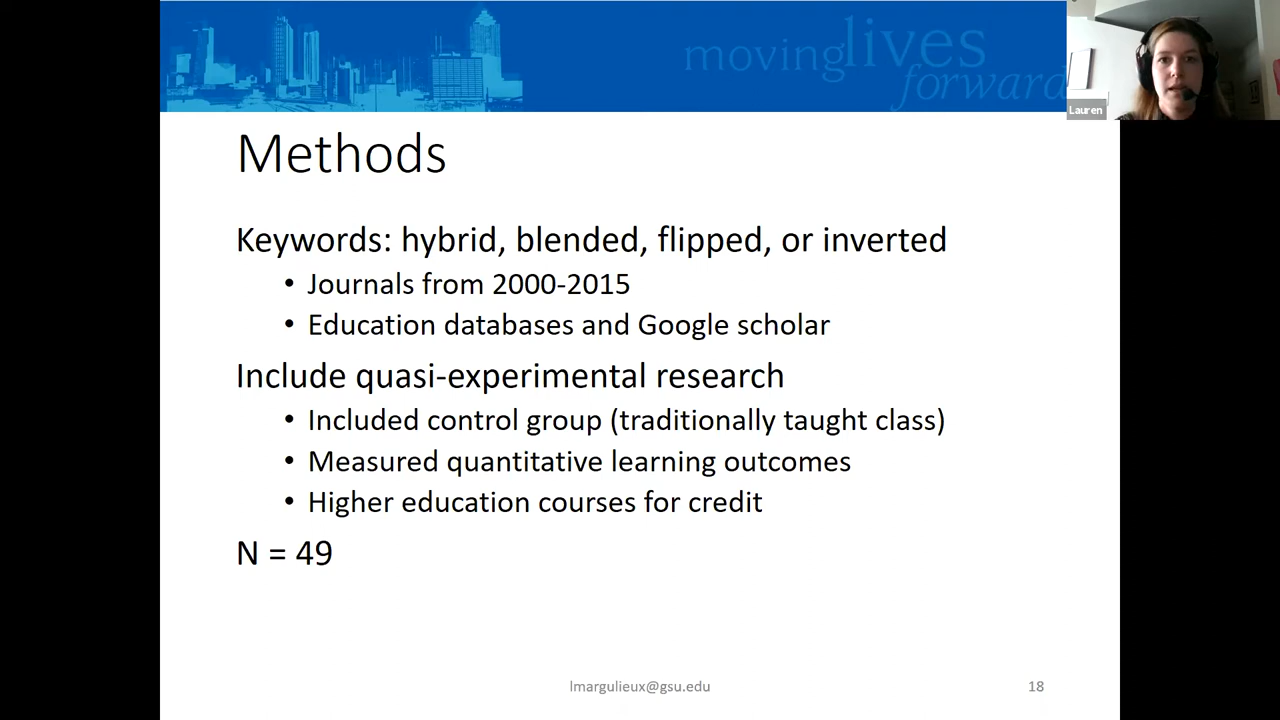 movinglives
forward
Lauren
Methods
Keywords: hybrid, blended, flipped, or inverted
• Journals from 2000-2015
• Education databases and Google scholar
Include quasi-experimental research
• Included control group (traditionally taught class)
• Measured quantitative learning outcomes
• Higher education courses for credit
N = 49
lmargulieux@gsu.edu
18